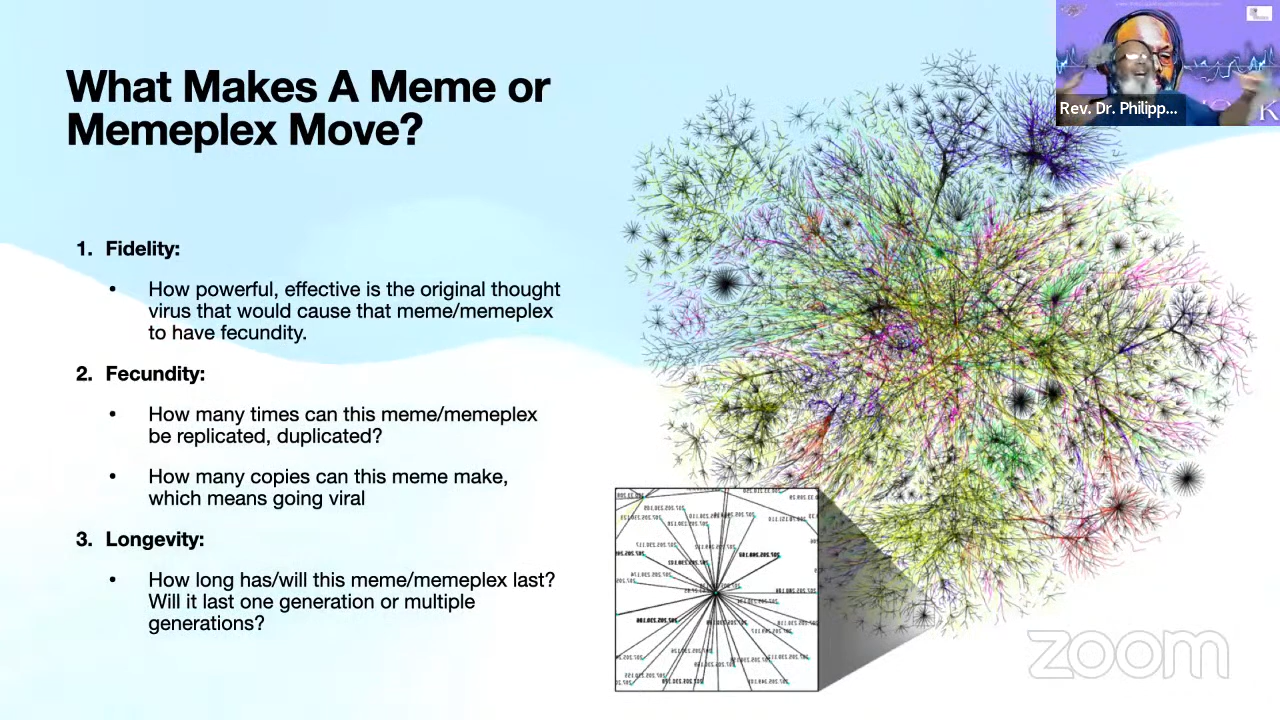 What Makes A Meme or
Memeplex Move?
1. Fidelity:
• How powerful, effective is the original thought
virus that would cause that meme/memeplex
to have fecundity.
2. Fecundity:
• How many times can this meme/memeplex
be replicated, duplicated?
• How many copies can this meme make,
which means going viral
3. Longevity:
• How long has/will this meme/memeplex last?
Will it last one generation or multiple
generations?
Rev. Dr. Philipp...
K
zoom